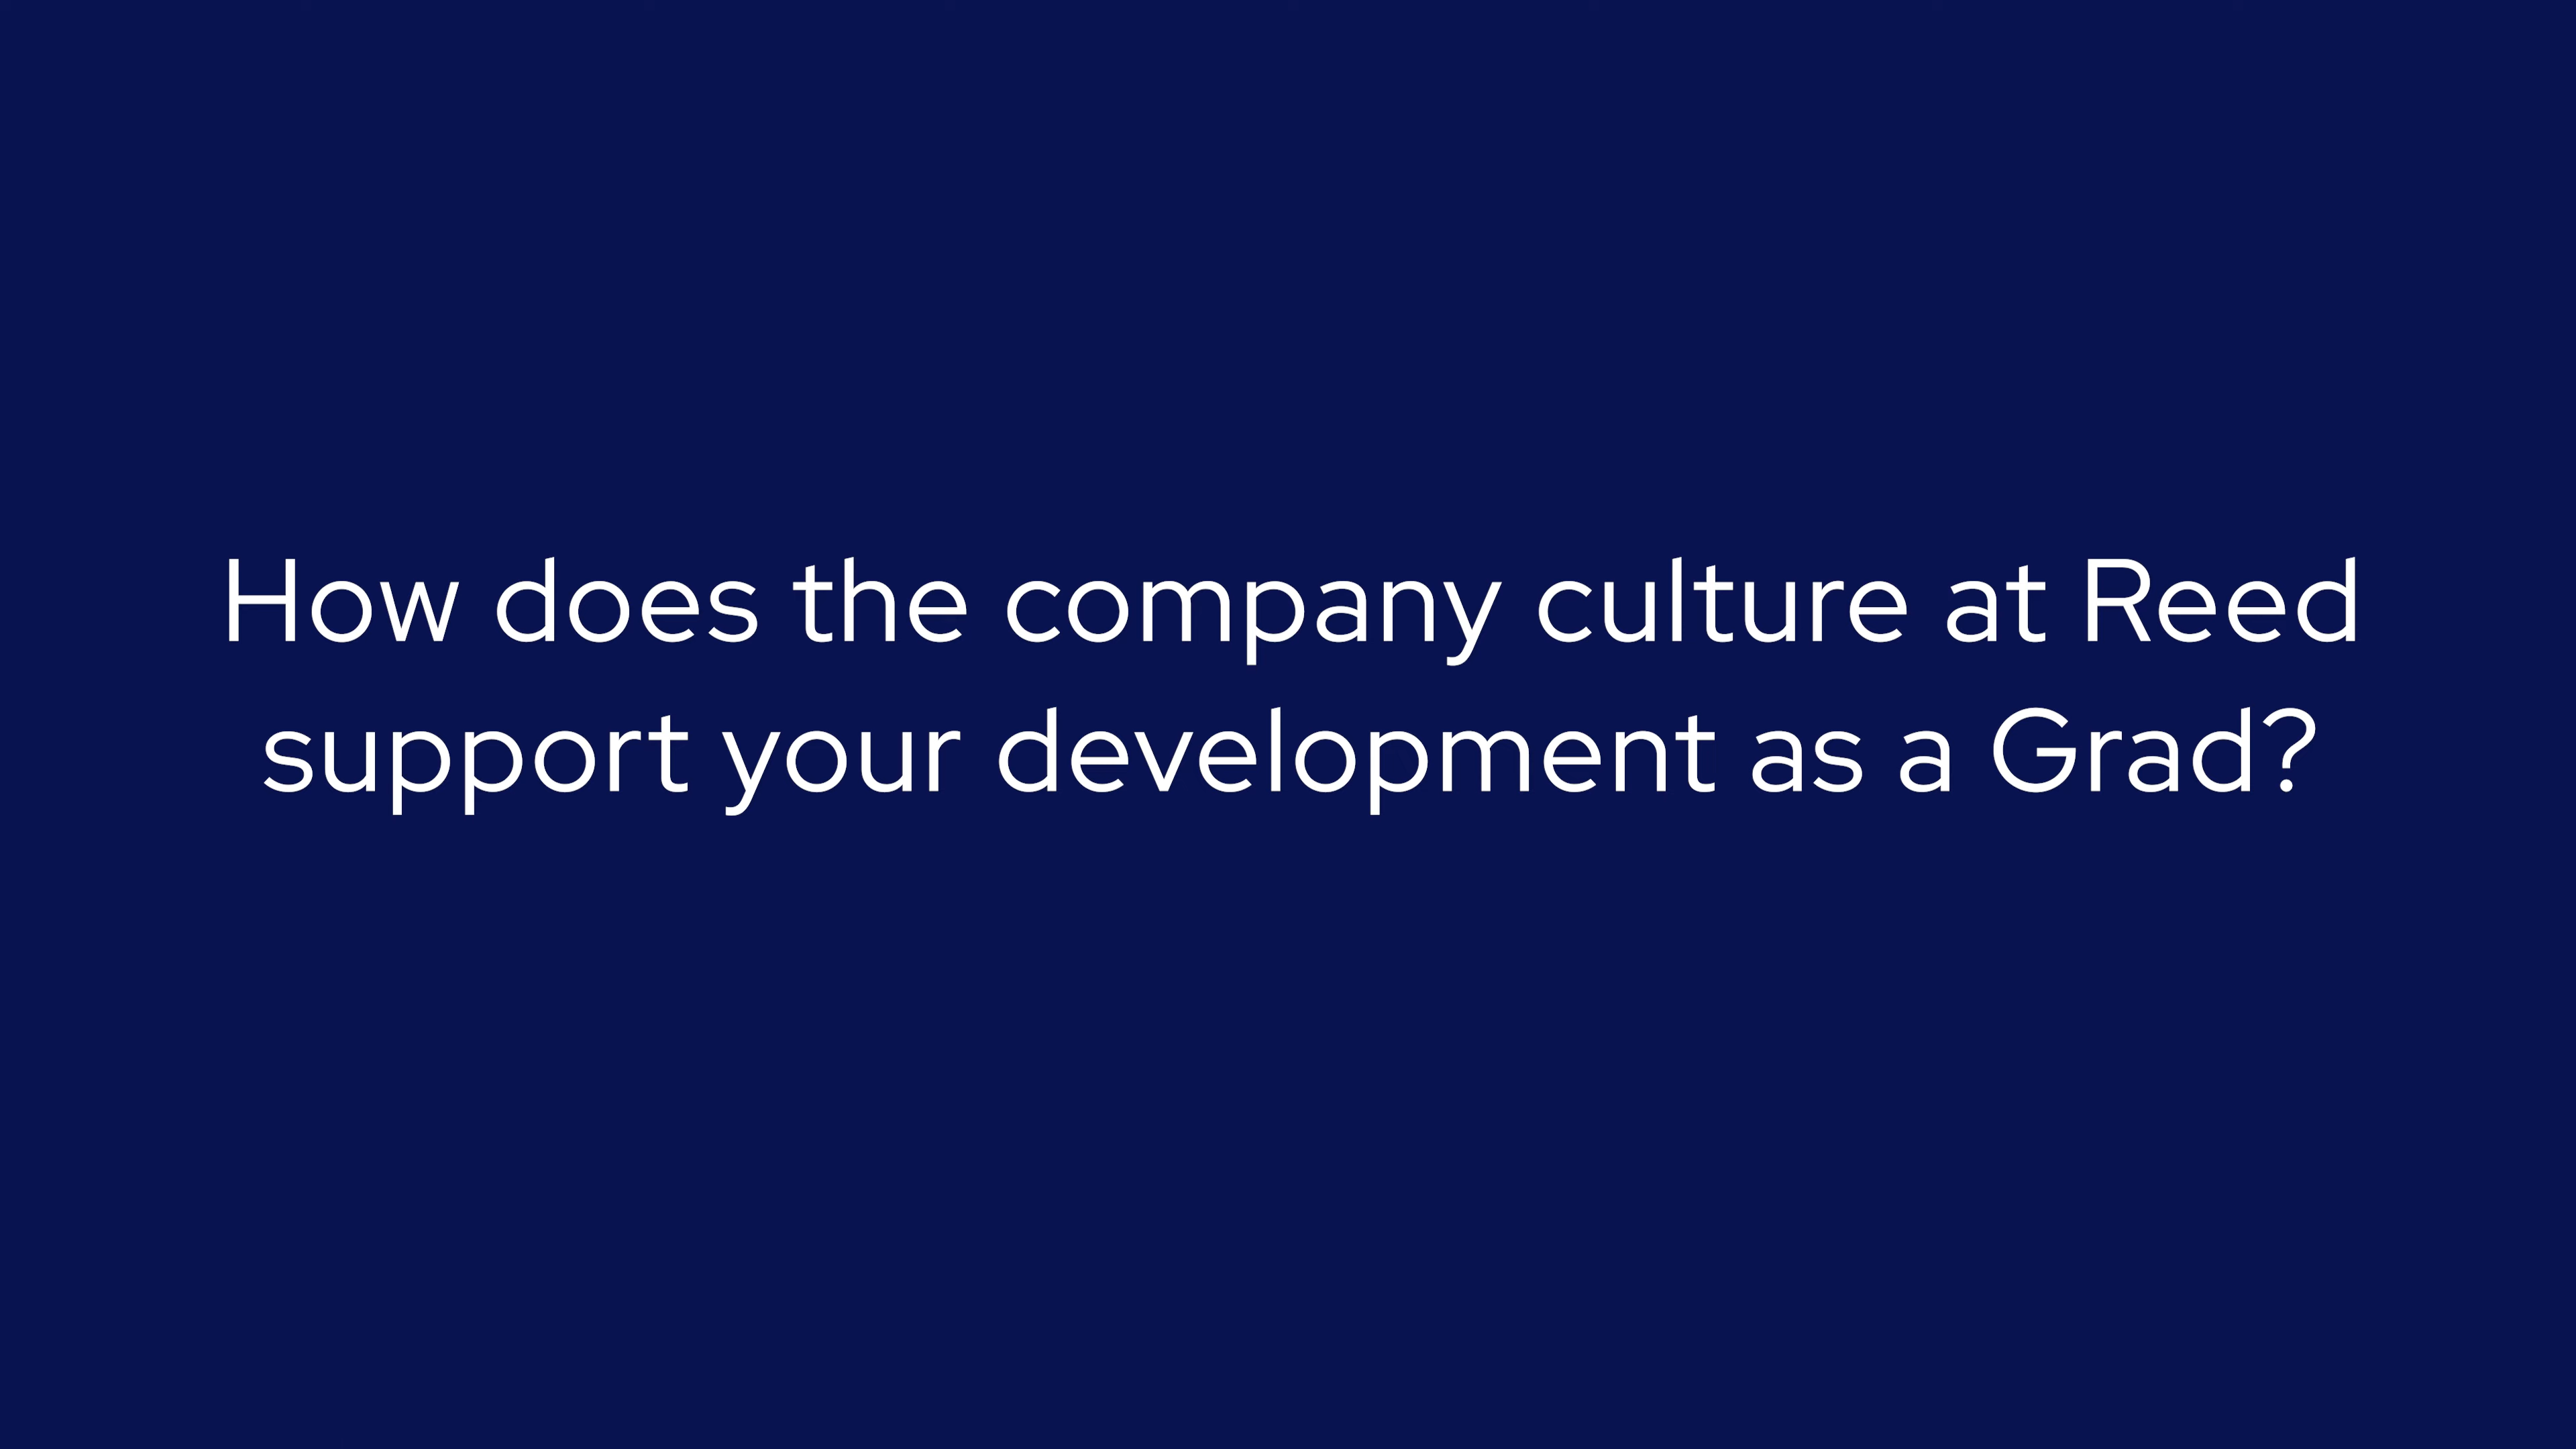 How does the company culture at Reed
support your development as a Grad?